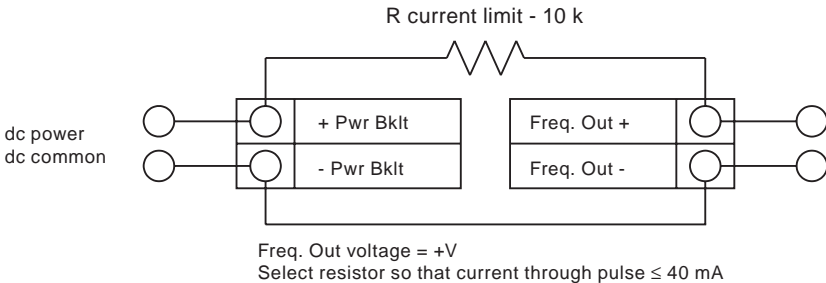 R current limit - 10 k
dc power
dc common
+ Pwr Bklt
- Pwr Bklt
Freq. Out +
Freq. Out -
Freq. Out voltage = +V
Select resistor so that current through pulse ≤ 40 mA